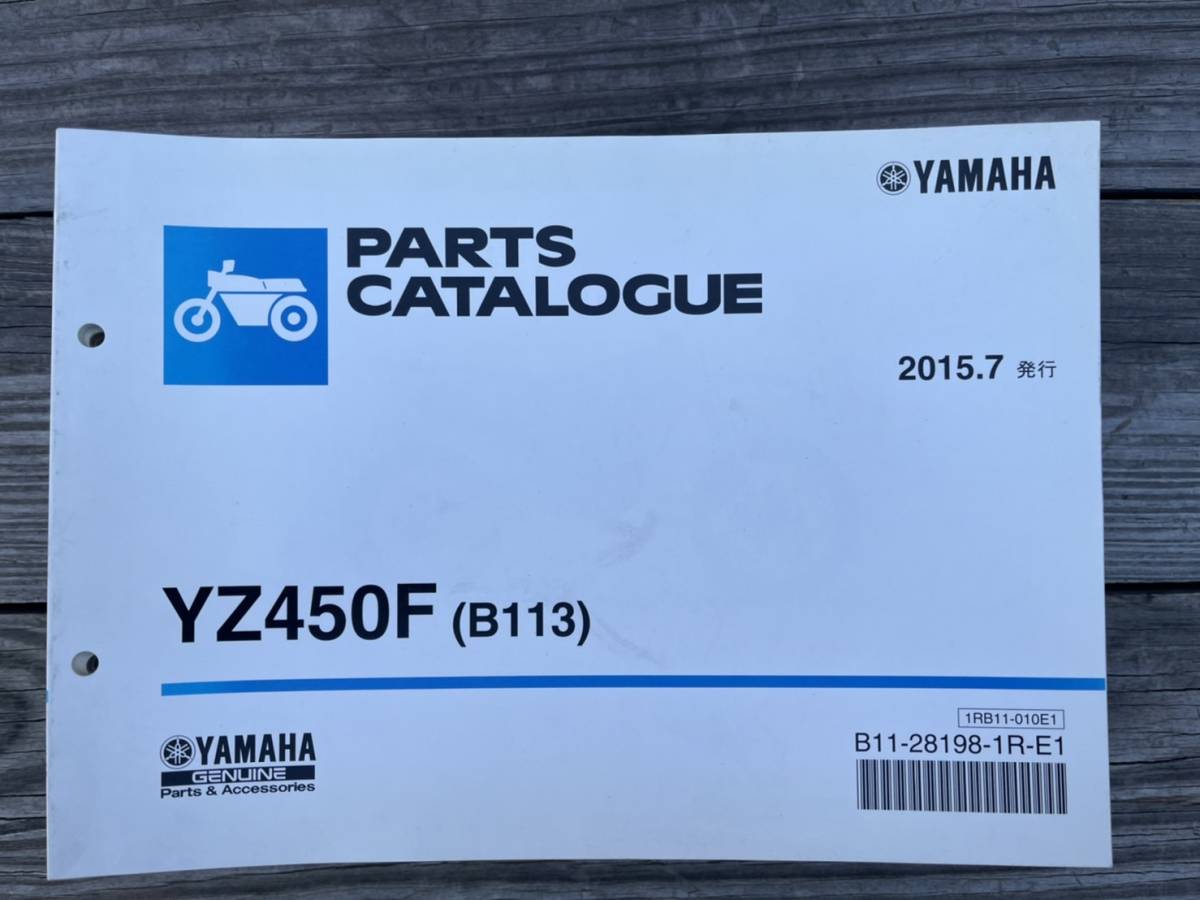 YAMAHA
PARTS
CATALOGUE
2015.7 発行
YZ450F (B113)
1RB11-010E1
B11-28198-1R-E1
YAMAHA
GENUINE
Parts & Accessories